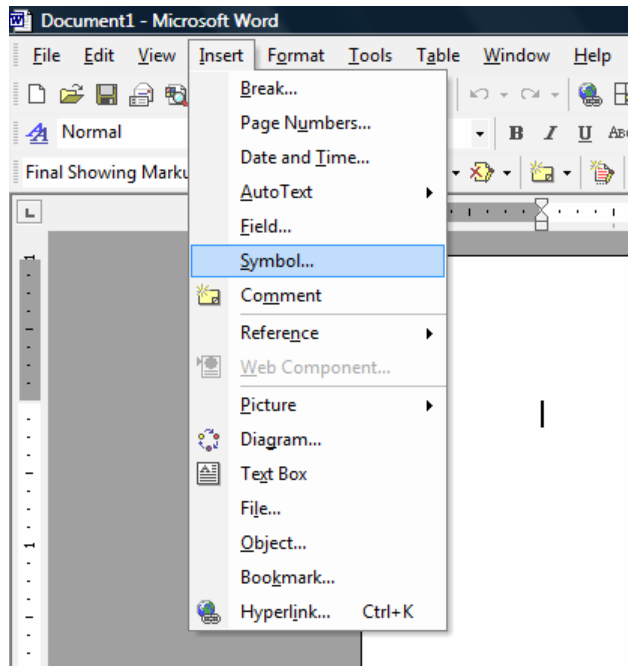 Document1 - Microsoft Word
File Edit View Insert Format Tools Table Window Help
Break...
Normal Page Numbers... B I U
Date and Time...
Final Showing
AutoText
Field...
Symbol...
Comment
Reference
Web Component...
Picture
Diagram...
Text Box
File...
Object...
Bookmark...
Hyperlink... Ctrl+K